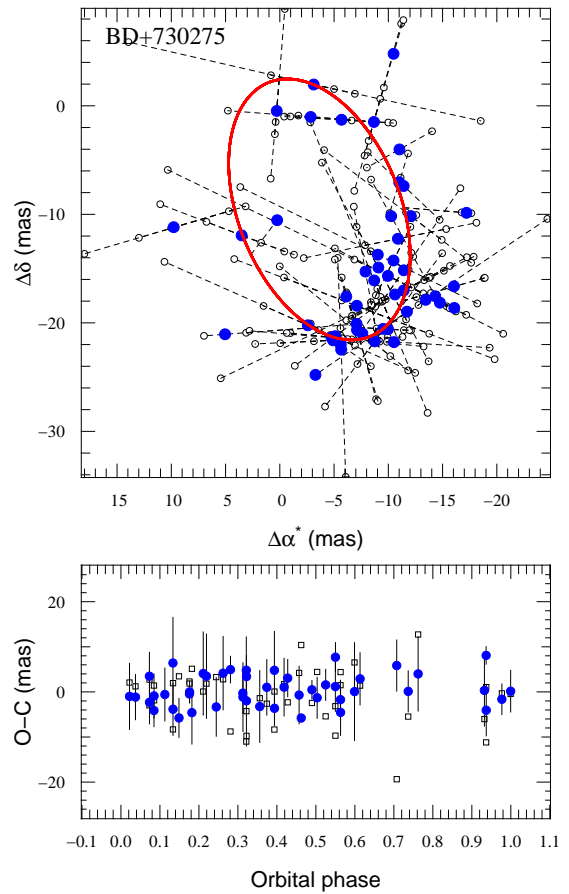 BD+730275
0
−10
−20
−30
Δδ (mas)
15 10 5 0 −5 −10 −15 −20
Δα* (mas)
20
0
−20
O−C (mas)
−0.1 0.0 0.1 0.2 0.3 0.4 0.5 0.6 0.7 0.8 0.9 1.0 1.1
Orbital phase